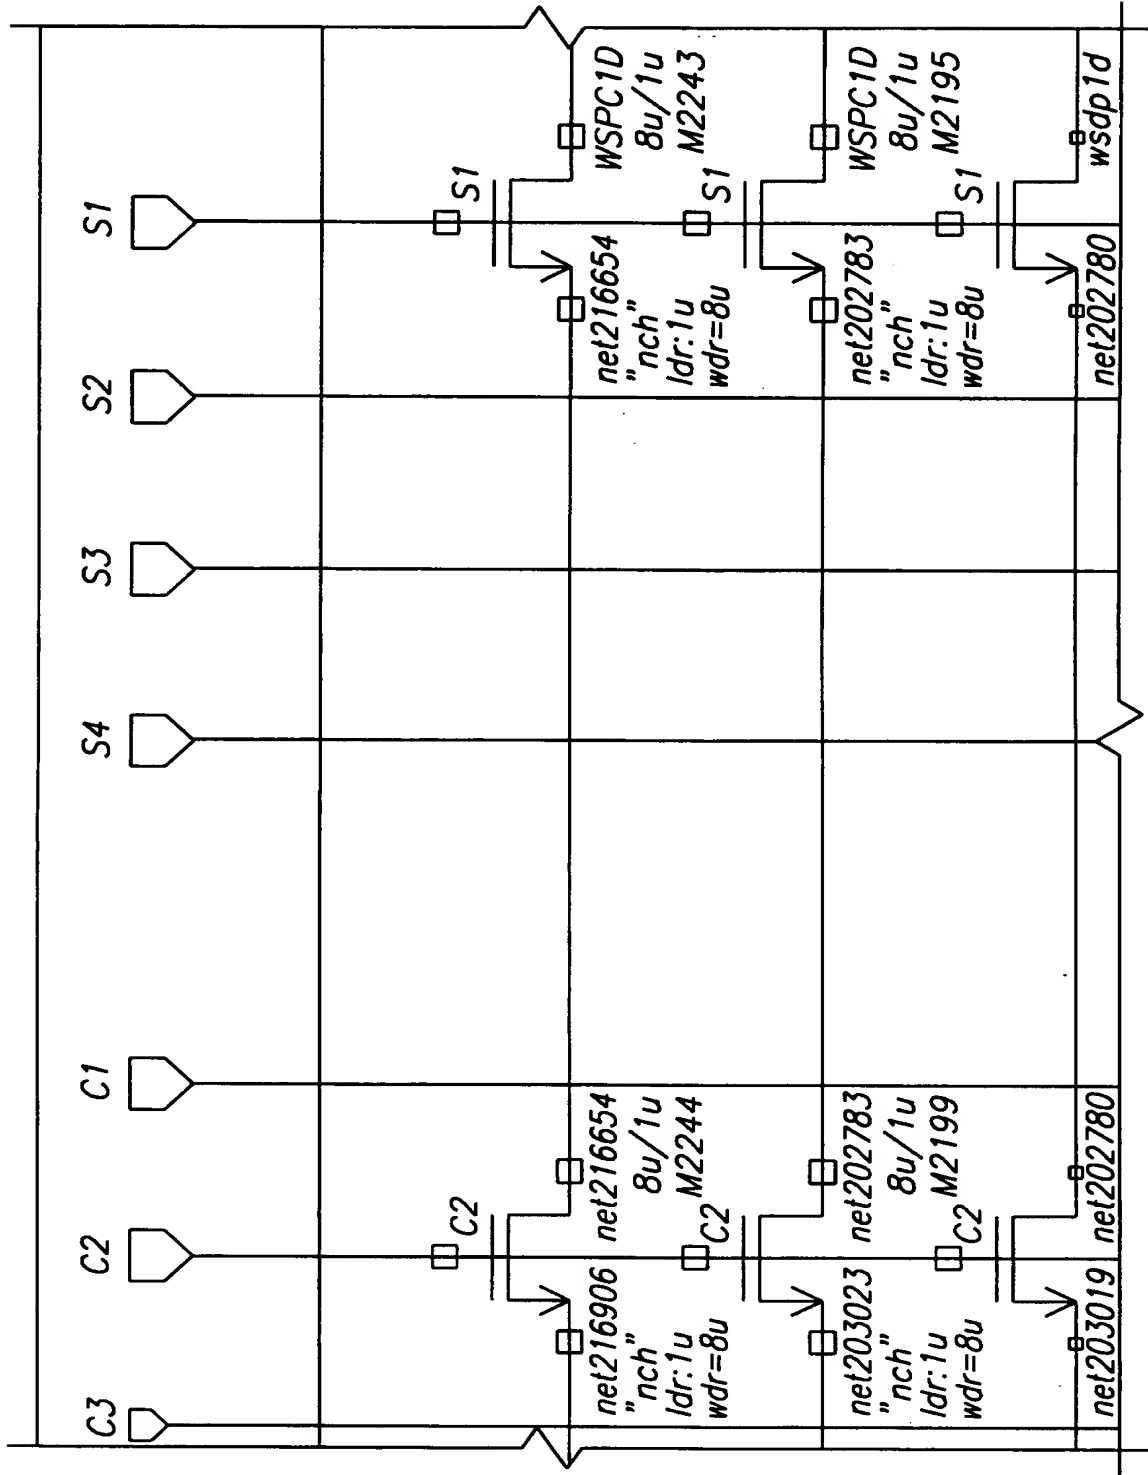 C3
C2
C1
S4
S3
S2
S1
C2
net216906
"nch"
ldr:1u
wdr=8u
net216654
8u/1u
M2244
S1
net216654
"nch"
ldr:1u
wdr=8u
WSPC1D
8u/1u
M2243
C2
net203023
"nch"
ldr:1u
wdr=8u
net202783
8u/1u
M2199
S1
net202783
"nch"
ldr:1u
wdr=8u
WSPC1D
8u/1u
M2195
C2
net203019
net202780
S1
net202780
wsdp1d